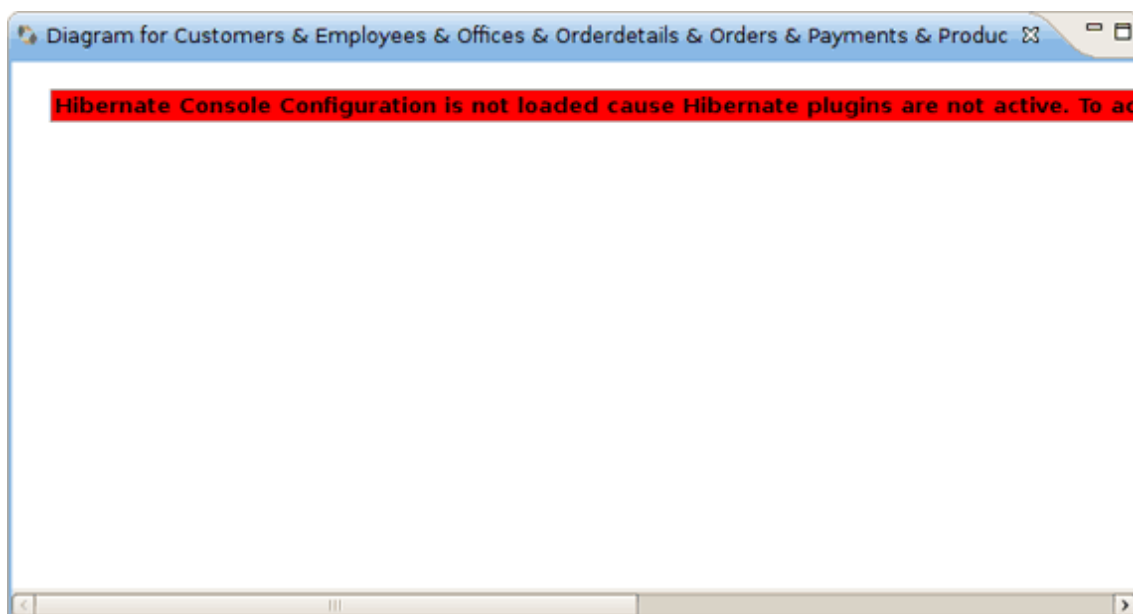 Diagram for Customers & Employees & Offices & Orderdetails & Orders & Payments & Produc
Hibernate Console Configuration is not loaded cause Hibernate plugins are not active. To ac